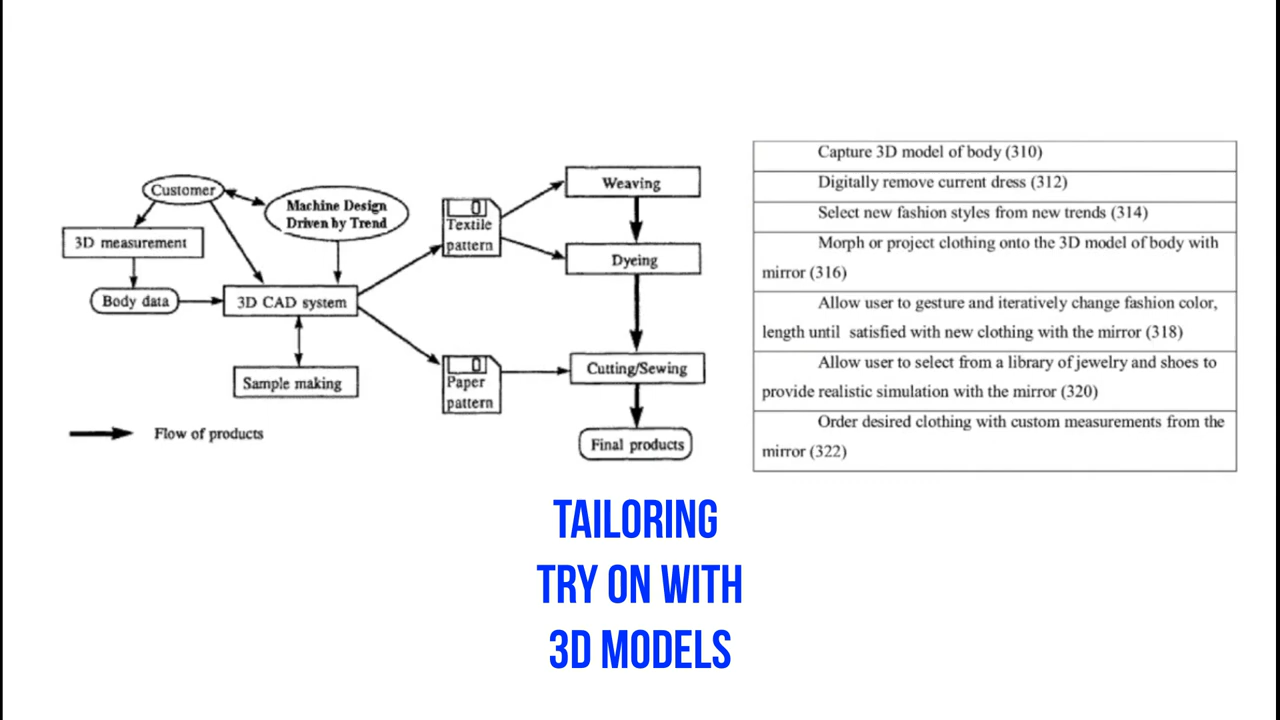 Customer
Machine Design
Driven by Trend
3D measurement
Body data
3D CAD system
Sample making
Textile
pattern
Paper
pattern
Weaving
Dyeing
Cutting/Sewing
Final products
Flow of products
Capture 3D model of body (310)
Digitally remove current dress (312)
Select new fashion styles from new trends (314)
Morph or project clothing onto the 3D model of body with
mirror (316)
Allow user to gesture and iteratively change fashion color,
length until satisfied with new clothing with the mirror (318)
Allow user to select from a library of jewelry and shoes to
provide realistic simulation with the mirror (320)
Order desired clothing with custom measurements from the
mirror (322)
TAILORING
TRY ON WITH
3D MODELS